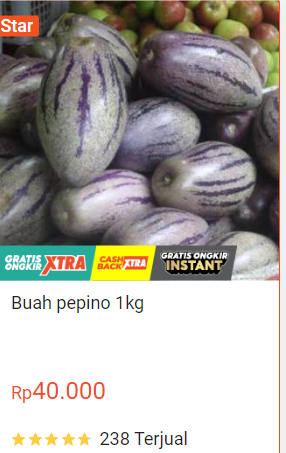 Star
GRATIS ONGKIR XTRA
CASH BACK XTRA
GRATIS ONGKIR INSTANT
Buah pepino 1kg
Rp40.000
238 Terjual